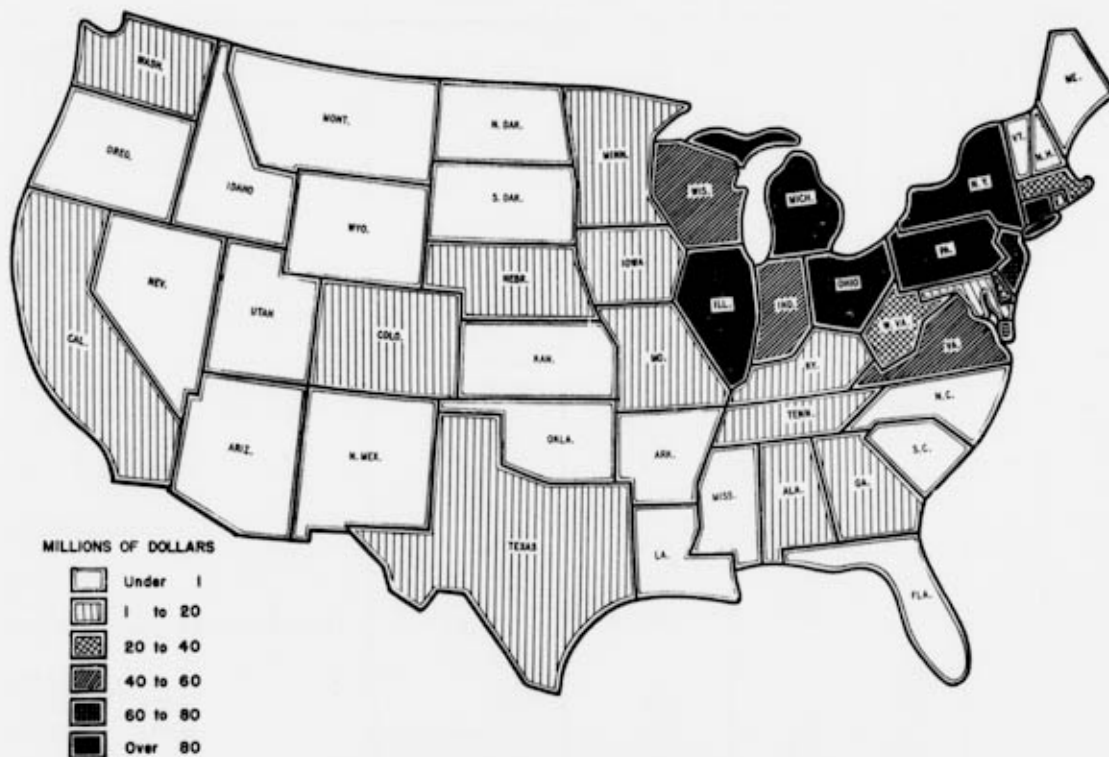 WASH.
MONT.
N. DAK.
MINN.
ME.
VT.
N.H.
OREG.
IDAHO
S. DAK.
WIS.
MICH.
N.Y.
WYO.
IOWA
PA.
NEV.
UTAH
COLO.
NEBR.
ILL.
IND.
OHIO
CAL.
KAN.
MO.
KY.
W. VA.
VA.
ARIZ.
N. MEX.
OKLA.
ARK.
TENN.
N.C.
S.C.
TEXAS
LA.
MISS.
ALA.
GA.
FLA.
MILLIONS OF DOLLARS
Under 1
1 to 20
20 to 40
40 to 60
60 to 80
Over 80